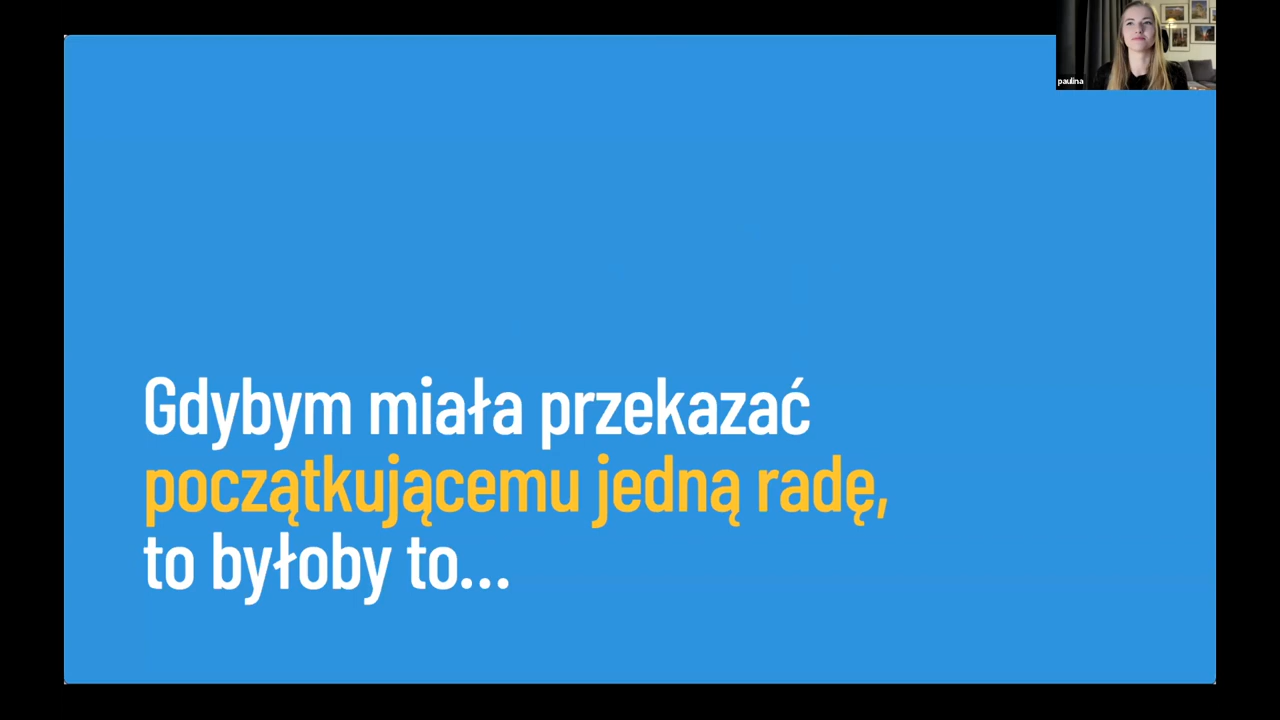 paulina
Gdybym miała przekazać
początkującemu jedną radę,
to byłoby to...